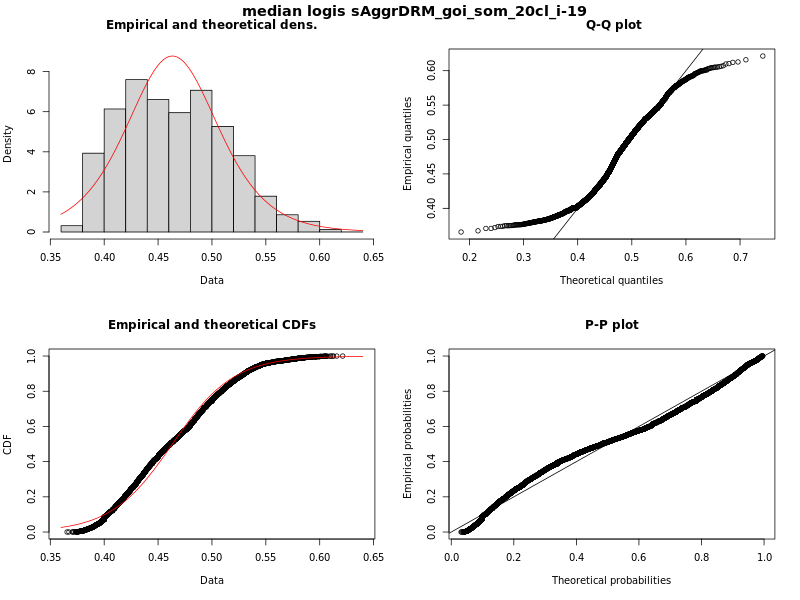 median logis sAggrDRM_goi_som_20cl_i-19
Empirical and theoretical dens.
Density
0 2 4 6 8
0.35 0.40 0.45 0.50 0.55 0.60 0.65
Data
Q-Q plot
Empirical quantiles
0.40 0.45 0.50 0.55 0.60
0.2 0.3 0.4 0.5 0.6 0.7
Theoretical quantiles
Empirical and theoretical CDFs
CDF
0.0 0.2 0.4 0.6 0.8 1.0
0.35 0.40 0.45 0.50 0.55 0.60 0.65
Data
P-P plot
Empirical probabilities
0.0 0.2 0.4 0.6 0.8 1.0
0.0 0.2 0.4 0.6 0.8 1.0
Theoretical probabilities